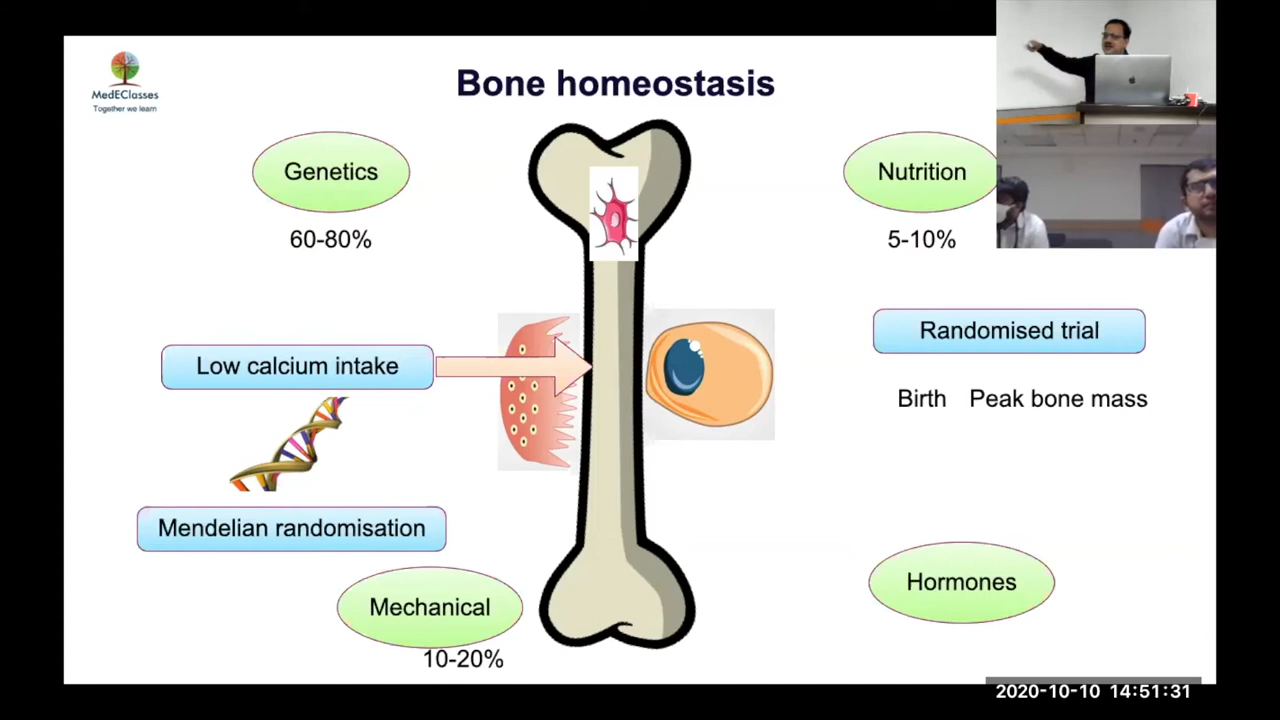 MedEClasses
Together we learn
Bone homeostasis
Genetics
60-80%
Nutrition
5-10%
Low calcium intake
Randomised trial
Birth Peak bone mass
Mendelian randomisation
Mechanical
10-20%
Hormones
2020-10-10 14:51:31